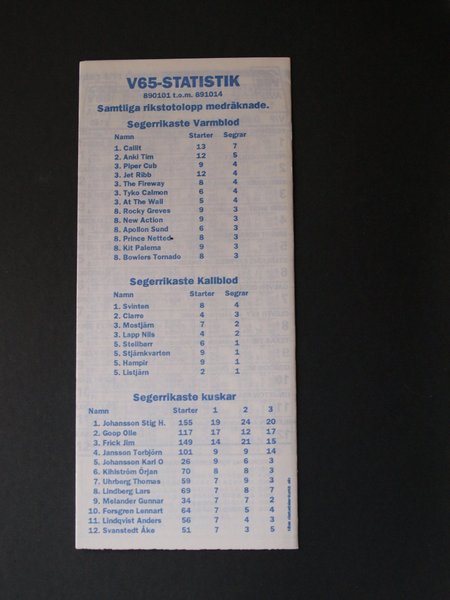 V65-STATISTIK
890101 t.o.m. 891014
Samtliga rikstotolopp medräknade.
Segerrikaste Varmblod
Namn Starter Segrar
1. Callit 13 7
2. Anki Tim 12 5
3. Piper Cub 9 4
3. Jet Ribb 12 4
3. The Fireway 8 4
3. Tyko Calmon 6 4
3. At The Wall 5 4
8. Rocky Greves 9 3
8. New Action 9 3
8. Apollon Sund 6 3
8. Prince Netted 8 3
8. Kit Palema 9 3
8. Bowlers Tornado 8 3
Segerrikaste Kallblod
Namn Starter Segrar
1. Svinten 8 4
2. Clarre 4 3
3. Mostjärn 7 2
3. Lapp Nils 4 2
5. Stollbarr 6 1
5. Stjärnkvarten 9 1
5. Hampir 9 1
5. Listjärn 2 1
Segerrikaste kuskar
Namn Starter 1 2 3
1. Johansson Stig H. 155 19 24 20
2. Goop Olle 117 17 12 17
3. Frick Jim 149 14 21 15
4. Jansson Torbjörn 101 9 9 14
5. Johansson Karl O 26 9 6 3
6. Kihlström Örjan 70 8 8 3
7. Uhrberg Thomas 59 7 9 3
8. Lindberg Lars 69 7 8 7
9. Melander Gunnar 34 7 7 2
10. Forsgren Lennart 64 7 5 4
11. Lindqvist Anders 56 7 4 3
12. Svanstedt Åke 51 7 3 5